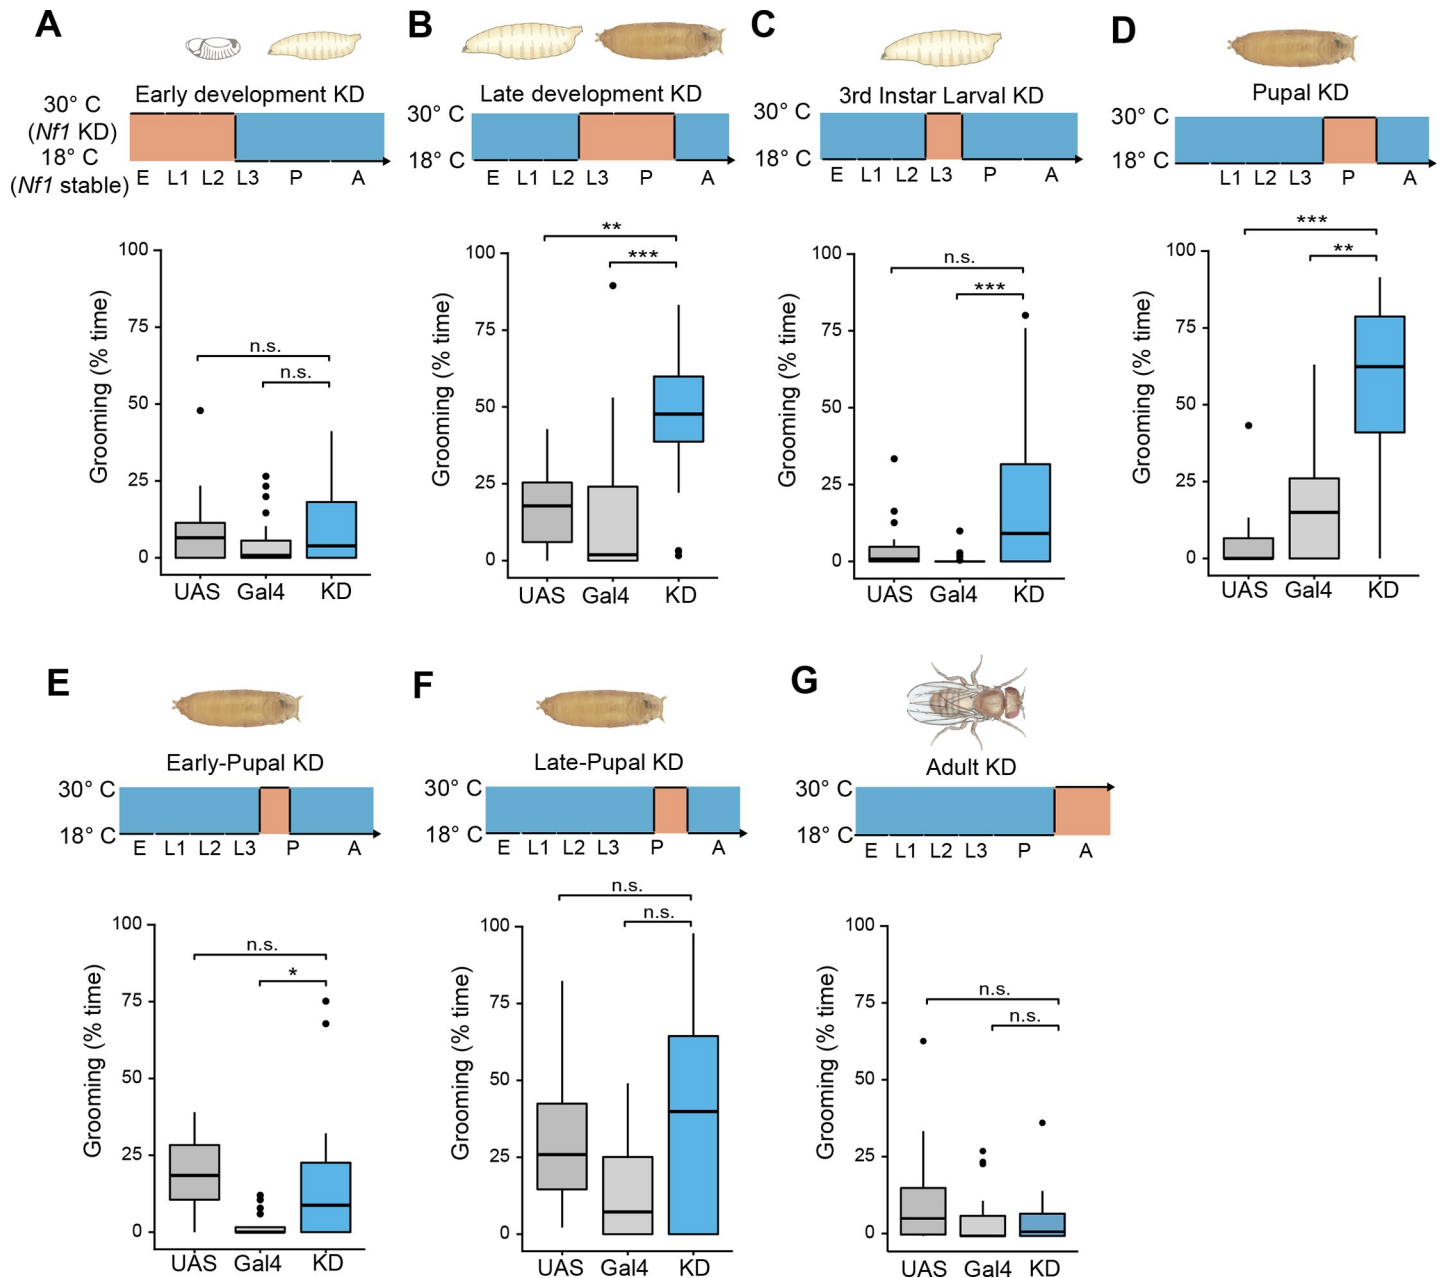 A
Early development KD
30° C
(Nf1 KD)
18° C
(Nf1 stable)
E L1 L2 L3 P A
100
75
50
25
0
Grooming (% time)
n.s.
n.s.
UAS Gal4 KD
B
Late development KD
30° C
18° C
E L1 L2 L3 P A
**
***
100
75
50
25
0
Grooming (% time)
UAS Gal4 KD
C
3rd Instar Larval KD
30° C
18° C
E L1 L2 L3 P A
n.s.
***
100
75
50
25
0
Grooming (% time)
UAS Gal4 KD
D
Pupal KD
30° C
18° C
L1 L2 L3 P A
***
**
100
75
50
25
0
Grooming (% time)
UAS Gal4 KD
E
Early-Pupal KD
30° C
18° C
E L1 L2 L3 P A
n.s.
*
100
75
50
25
0
Grooming (% time)
UAS Gal4 KD
F
Late-Pupal KD
30° C
18° C
E L1 L2 L3 P A
n.s.
n.s.
100
75
50
25
0
Grooming (% time)
UAS Gal4 KD
G
Adult KD
30° C
18° C
E L1 L2 L3 P A
100
75
50
25
0
Grooming (% time)
n.s.
n.s.
UAS Gal4 KD